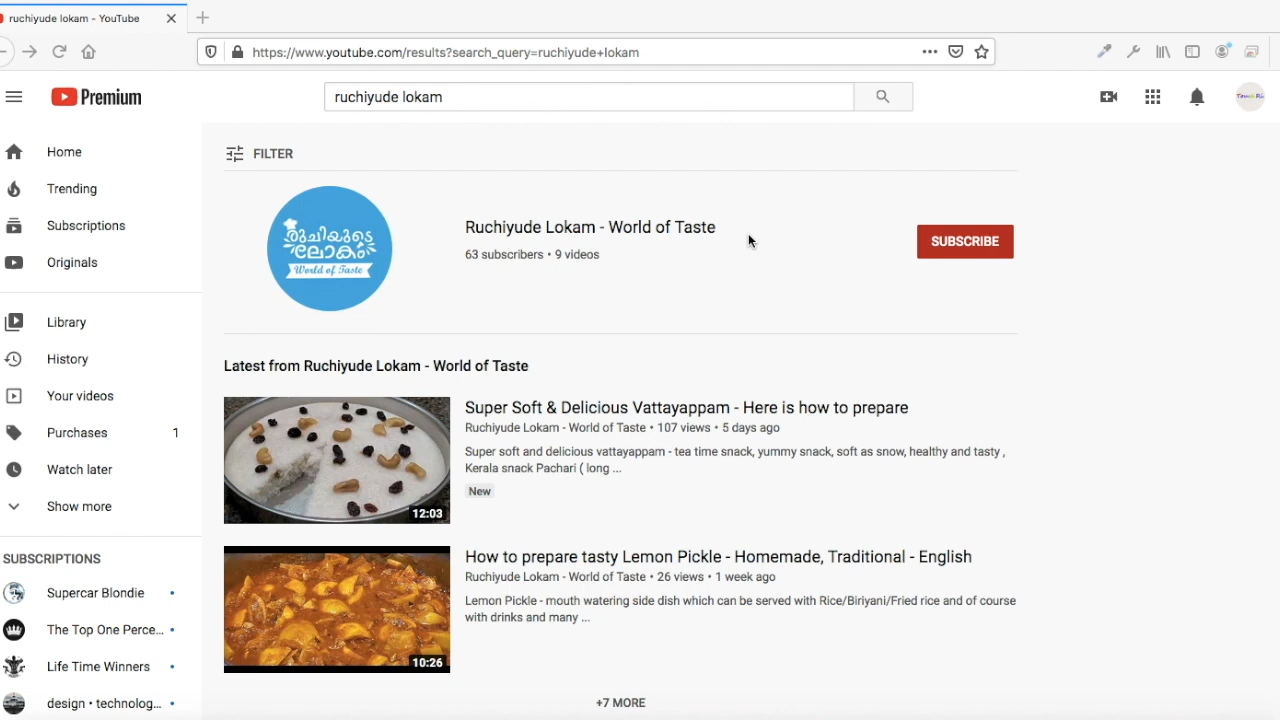 ruchiyude lokam - YouTube
https://www.youtube.com/results?search_query=ruchiyude+lokam
Premium
ruchiyude lokam
Home
Trending
Subscriptions
Originals
Library
History
Your videos
Purchases 1
Watch later
Show more
SUBSCRIPTIONS
Supercar Blondie
The Top One Perce...
Life Time Winners
design • technolog...
FILTER
രുചിയുടെ
ലോകം
World of Taste
Ruchiyude Lokam - World of Taste
63 subscribers • 9 videos
SUBSCRIBE
Latest from Ruchiyude Lokam - World of Taste
12:03
Super Soft & Delicious Vattayappam - Here is how to prepare
Ruchiyude Lokam - World of Taste • 107 views • 5 days ago
Super soft and delicious vattayappam - tea time snack, yummy snack, soft as snow, healthy and tasty ,
Kerala snack Pachari ( long ...
New
10:26
How to prepare tasty Lemon Pickle - Homemade, Traditional - English
Ruchiyude Lokam - World of Taste • 26 views • 1 week ago
Lemon Pickle - mouth watering side dish which can be served with Rice/Biriyani/Fried rice and of course
with drinks and many ...
+7 MORE